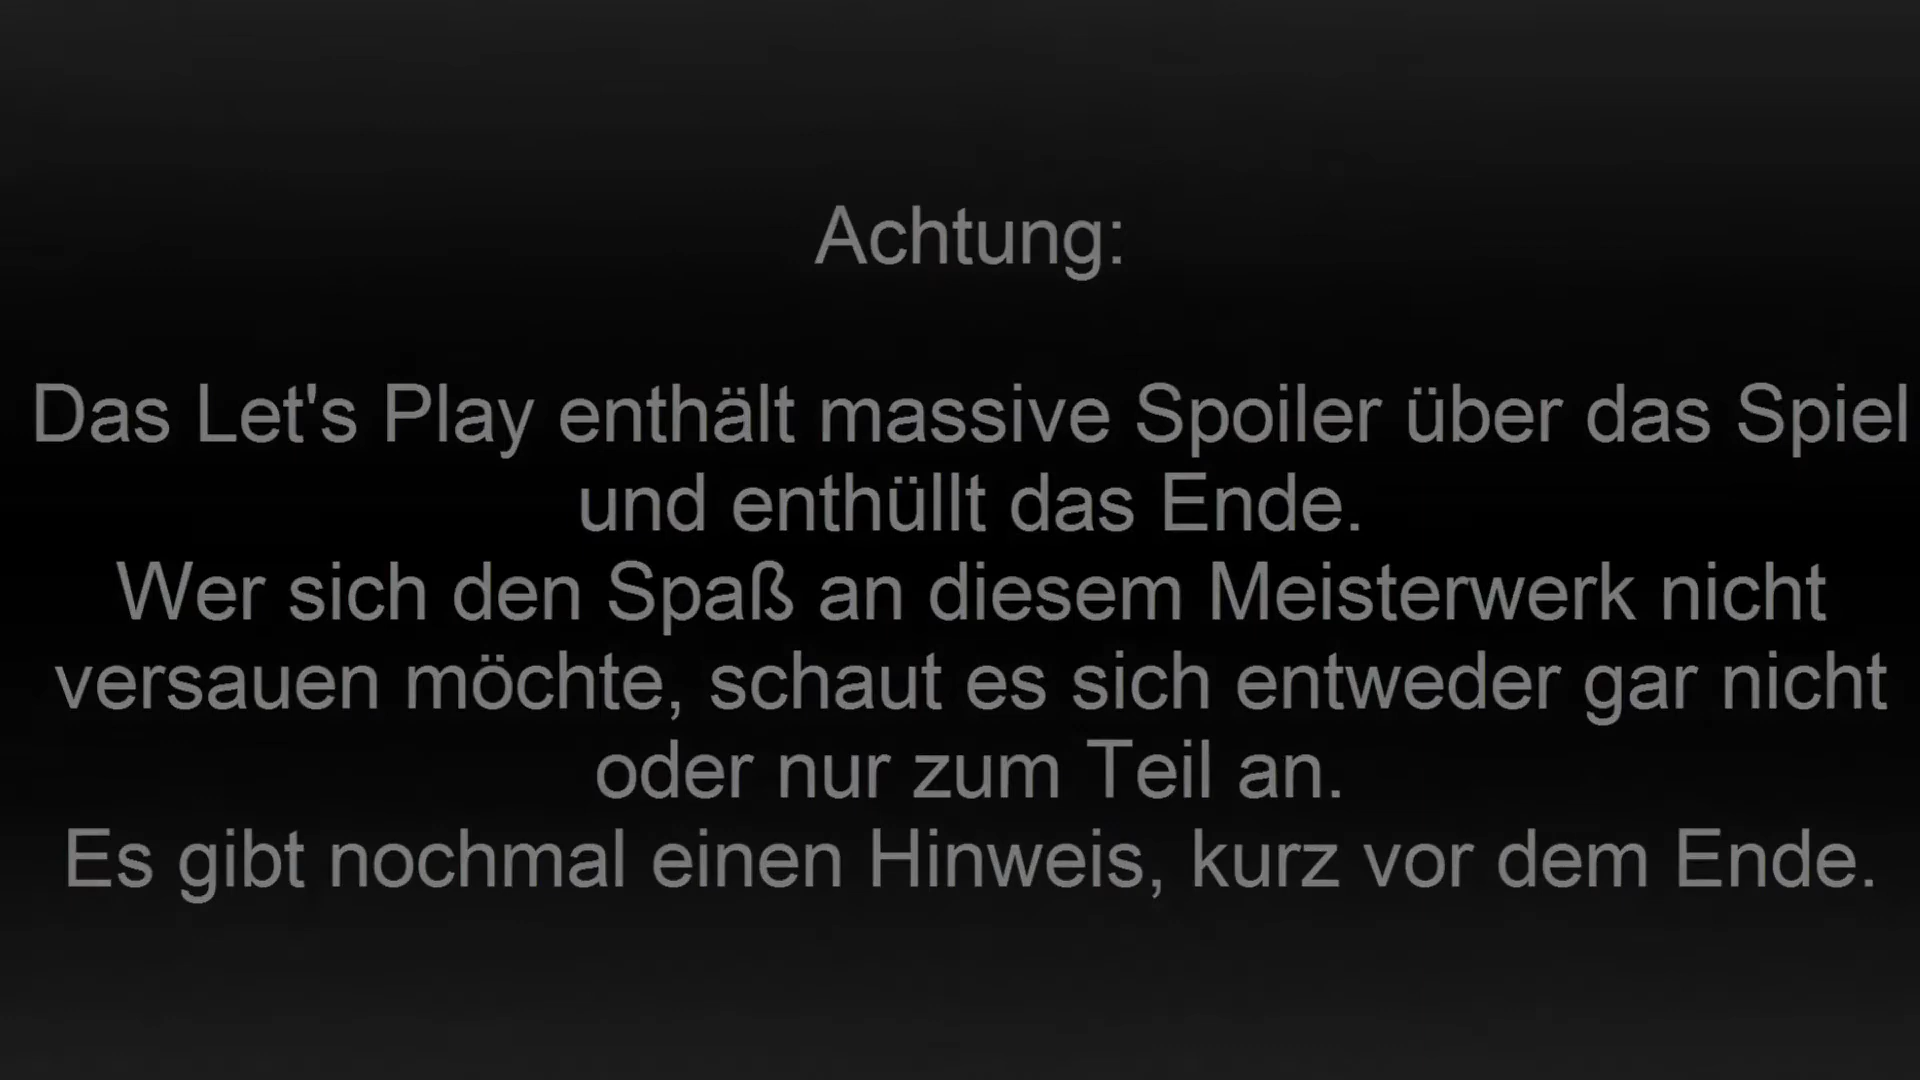 Achtung:
Das Let's Play enthält massive Spoiler über das Spiel
und enthüllt das Ende.
Wer sich den Spaß an diesem Meisterwerk nicht
versauen möchte, schaut es sich entweder gar nicht
oder nur zum Teil an.
Es gibt nochmal einen Hinweis, kurz vor dem Ende.